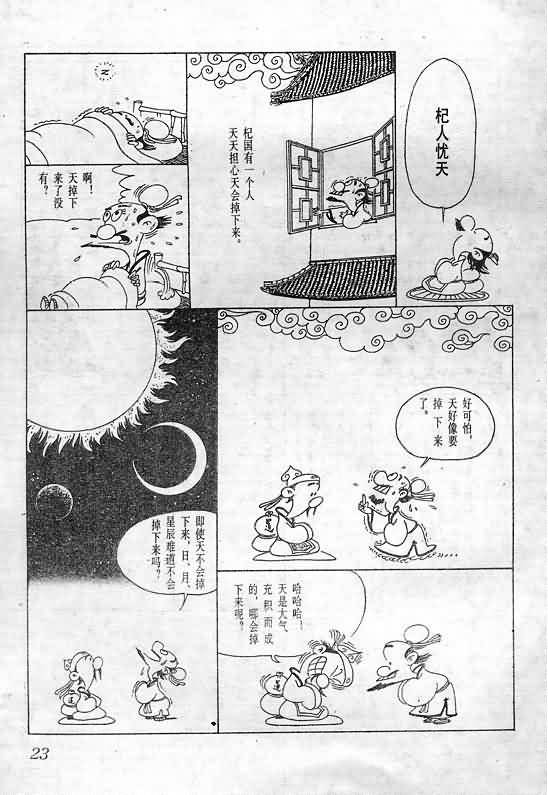 杞人忧天
杞国有一个人
天天担心天会掉下来。
Z
啊！
天掉下
来了没
有？
好可怕，
天好像要
掉下来
了。
哈哈哈！
天是大气
充积而成
的，哪会掉
下来呢？
即使天不会掉
下来，日、月、
星辰难道不会
掉下来吗？
23